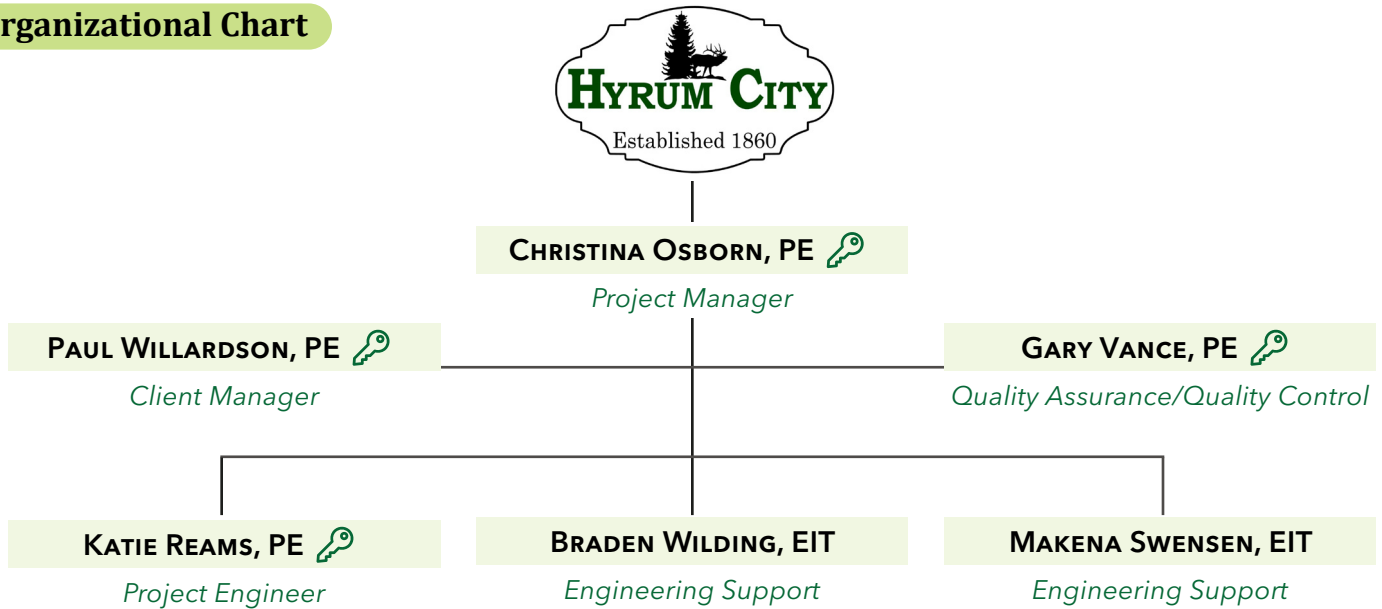 rganizational Chart
HYRUM CITY
Established 1860
CHRISTINA OSBORN, PE
Project Manager
PAUL WILLARDSON, PE
Client Manager
GARY VANCE, PE
Quality Assurance/Quality Control
KATIE REAMS, PE
Project Engineer
BRADEN WILDING, EIT
Engineering Support
MAKENA SWENSEN, EIT
Engineering Support